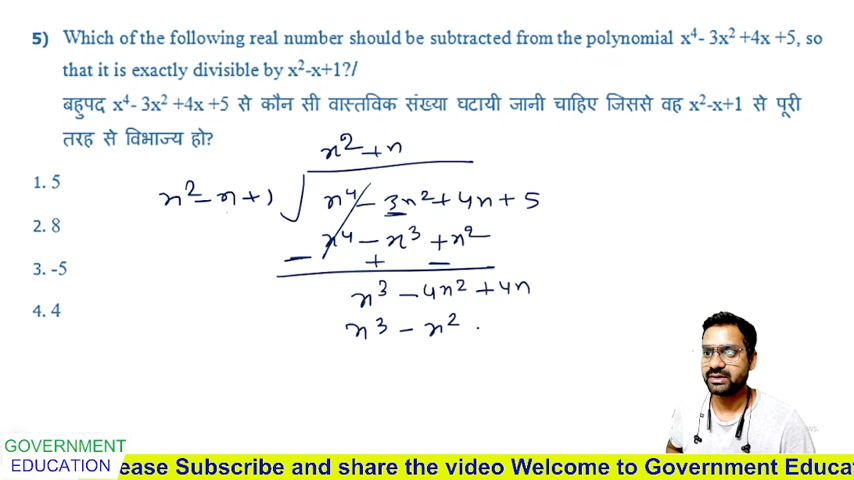 5) Which of the following real number should be subtracted from the polynomial x⁴- 3x² +4x +5, so
that it is exactly divisible by x²-x+1?/
बहुपद x⁴- 3x² +4x +5 से कौन सी वास्तविक संख्या घटायी जानी चाहिए जिससे वह x²-x+1 से पूरी
तरह से विभाज्य हो?
x² + x
1. 5
x² - x + 1
x⁴ - 3x² + 4x + 5
2. 8
x⁴ - x³ + x²
- + -
3. -5
x³ - 4x² + 4x
4. 4
x³ - x²
GOVERNMENT
EDUCATION
ease Subscribe and share the video Welcome to Government Educa